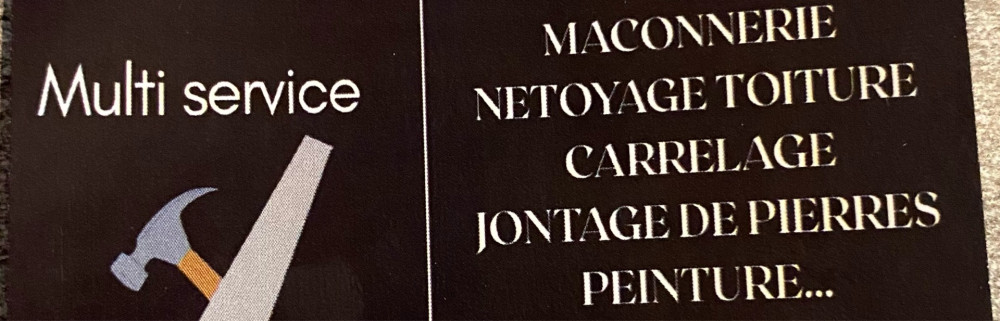 Multi service
MACONNERIE
NETOYAGE TOITURE
CARRELAGE
JONTAGE DE PIERRES
PEINTURE...